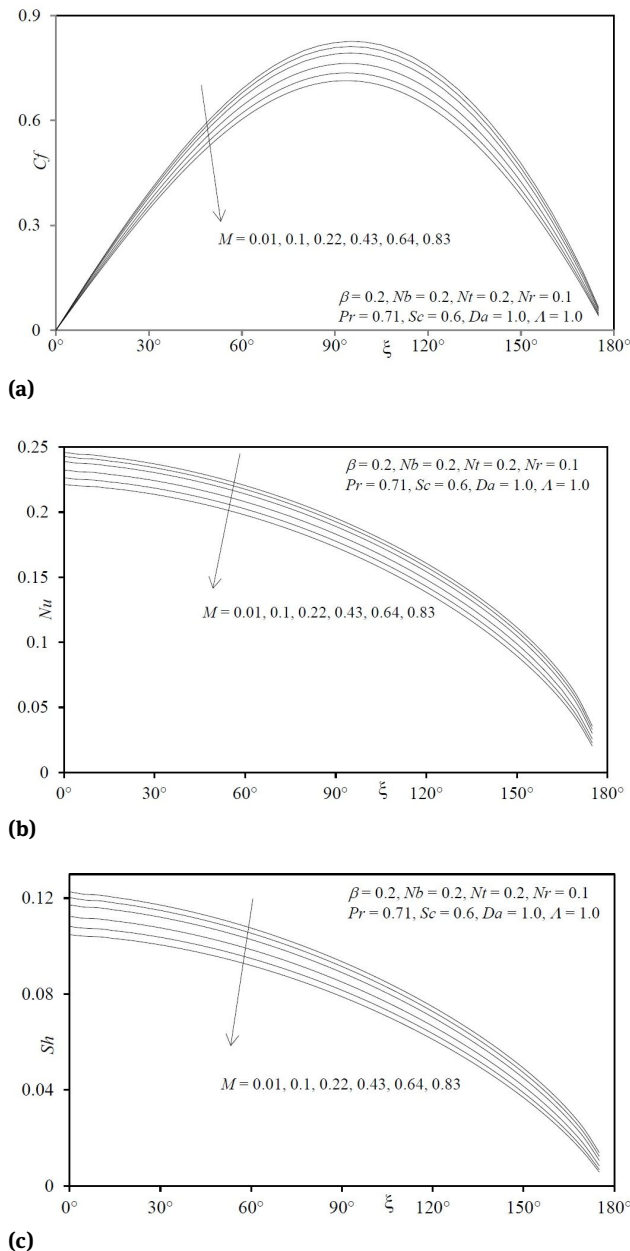 0.9
0.6
Cf
0.3
M = 0.01, 0.1, 0.22, 0.43, 0.64, 0.83
β = 0.2, Nb = 0.2, Nt = 0.2, Nr = 0.1
Pr = 0.71, Sc = 0.6, Da = 1.0, Λ = 1.0
0
0° 30° 60° 90° ξ 120° 150° 180°
(a)
0.25
β = 0.2, Nb = 0.2, Nt = 0.2, Nr = 0.1
Pr = 0.71, Sc = 0.6, Da = 1.0, Λ = 1.0
0.2
0.15
Nu
M = 0.01, 0.1, 0.22, 0.43, 0.64, 0.83
0.1
0.05
0
0° 30° 60° 90° ξ 120° 150° 180°
(b)
0.12
β = 0.2, Nb = 0.2, Nt = 0.2, Nr = 0.1
Pr = 0.71, Sc = 0.6, Da = 1.0, Λ = 1.0
0.08
Sh
M = 0.01, 0.1, 0.22, 0.43, 0.64, 0.83
0.04
0
0° 30° 60° ξ 90° 120° 150° 180°
(c)